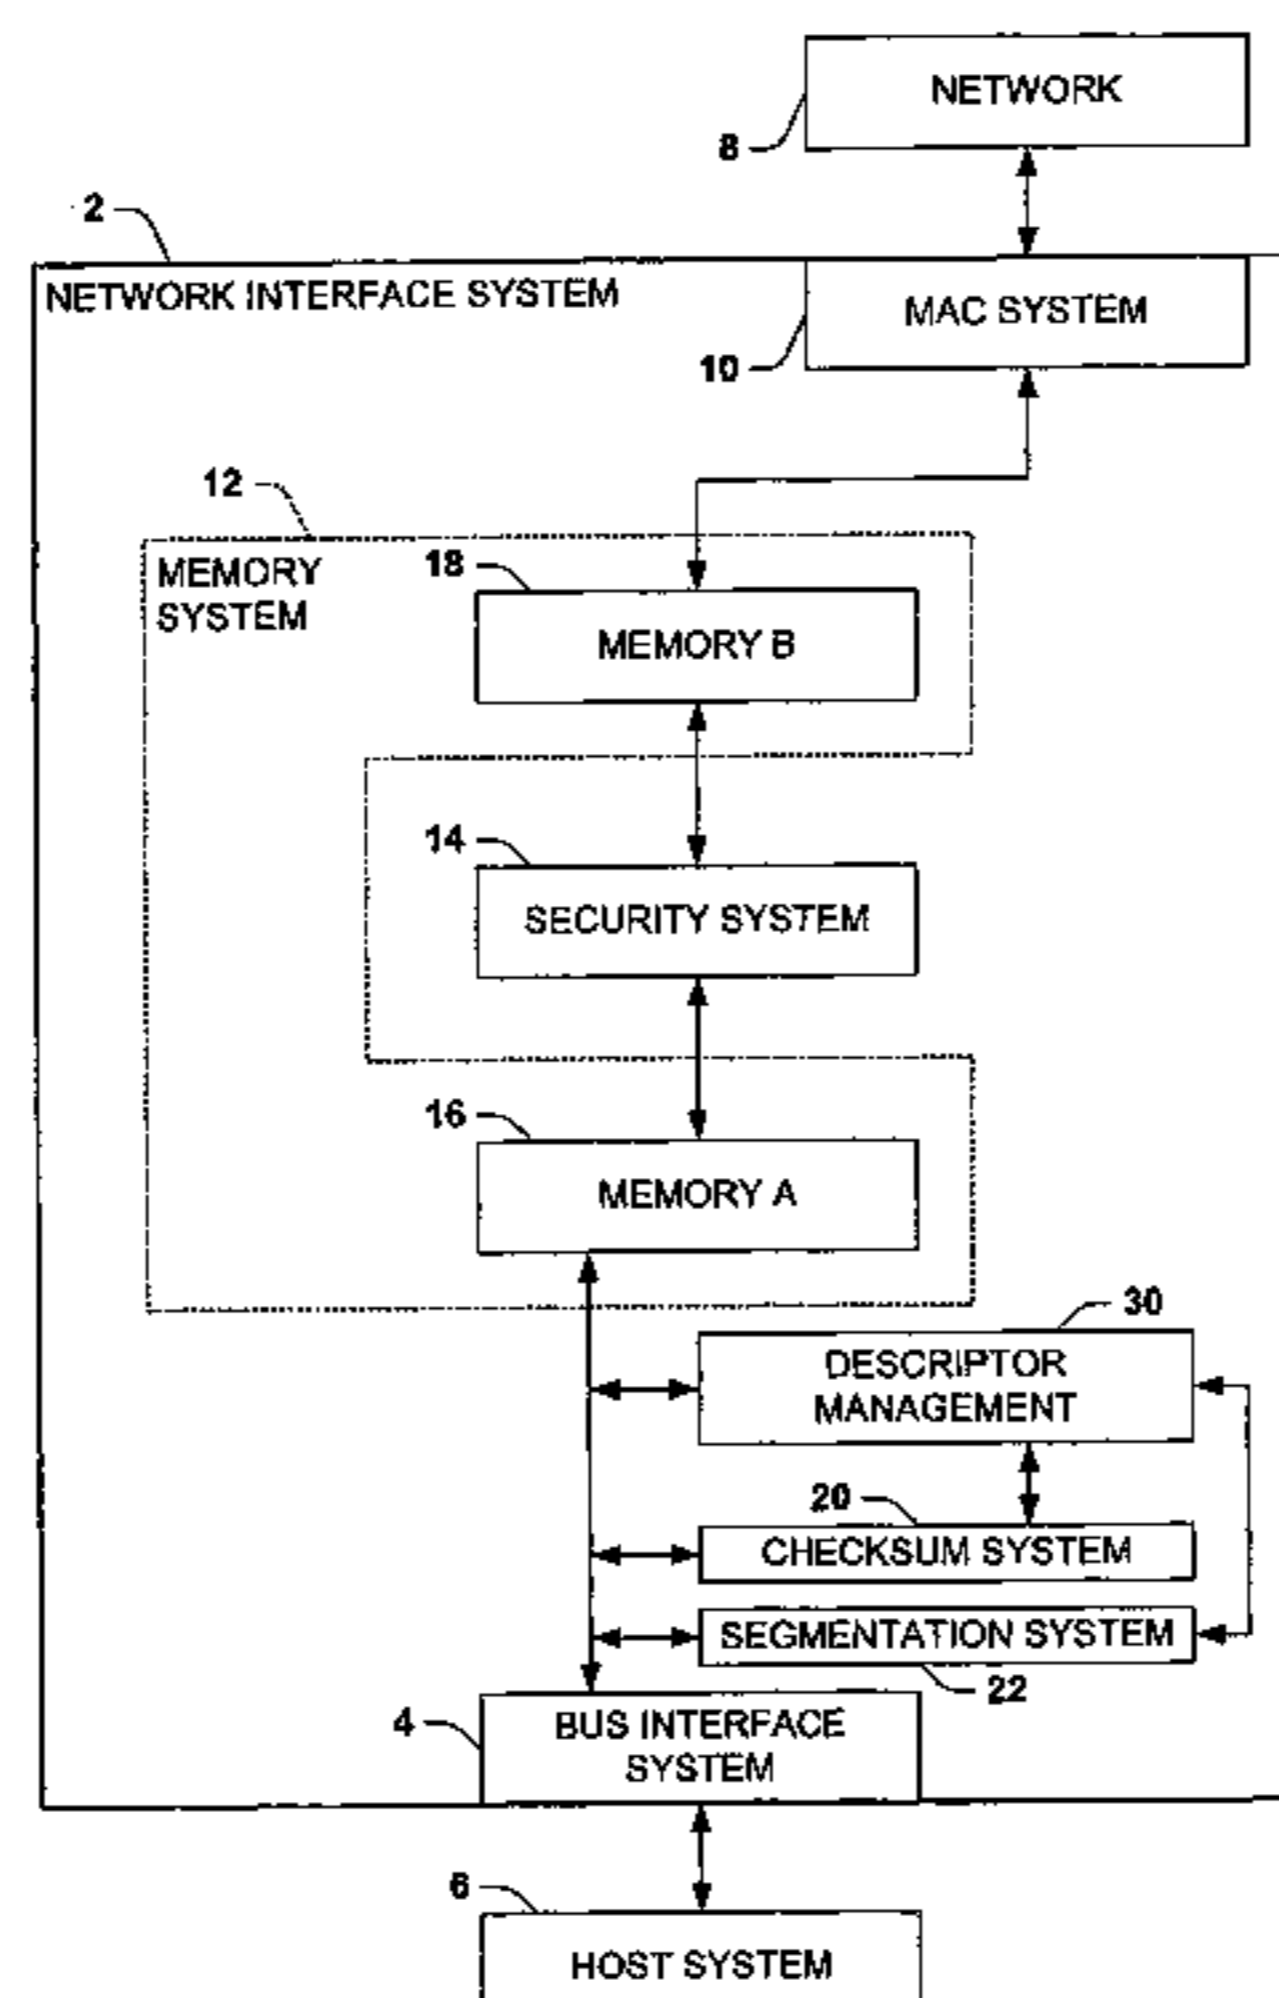 NETWORK
8
2
NETWORK INTERFACE SYSTEM
MAC SYSTEM
10
12
MEMORY
SYSTEM
18
MEMORY B
14
SECURITY SYSTEM
16
MEMORY A
30
DESCRIPTOR
MANAGEMENT
20
CHECKSUM SYSTEM
SEGMENTATION SYSTEM
22
4
BUS INTERFACE
SYSTEM
6
HOST SYSTEM